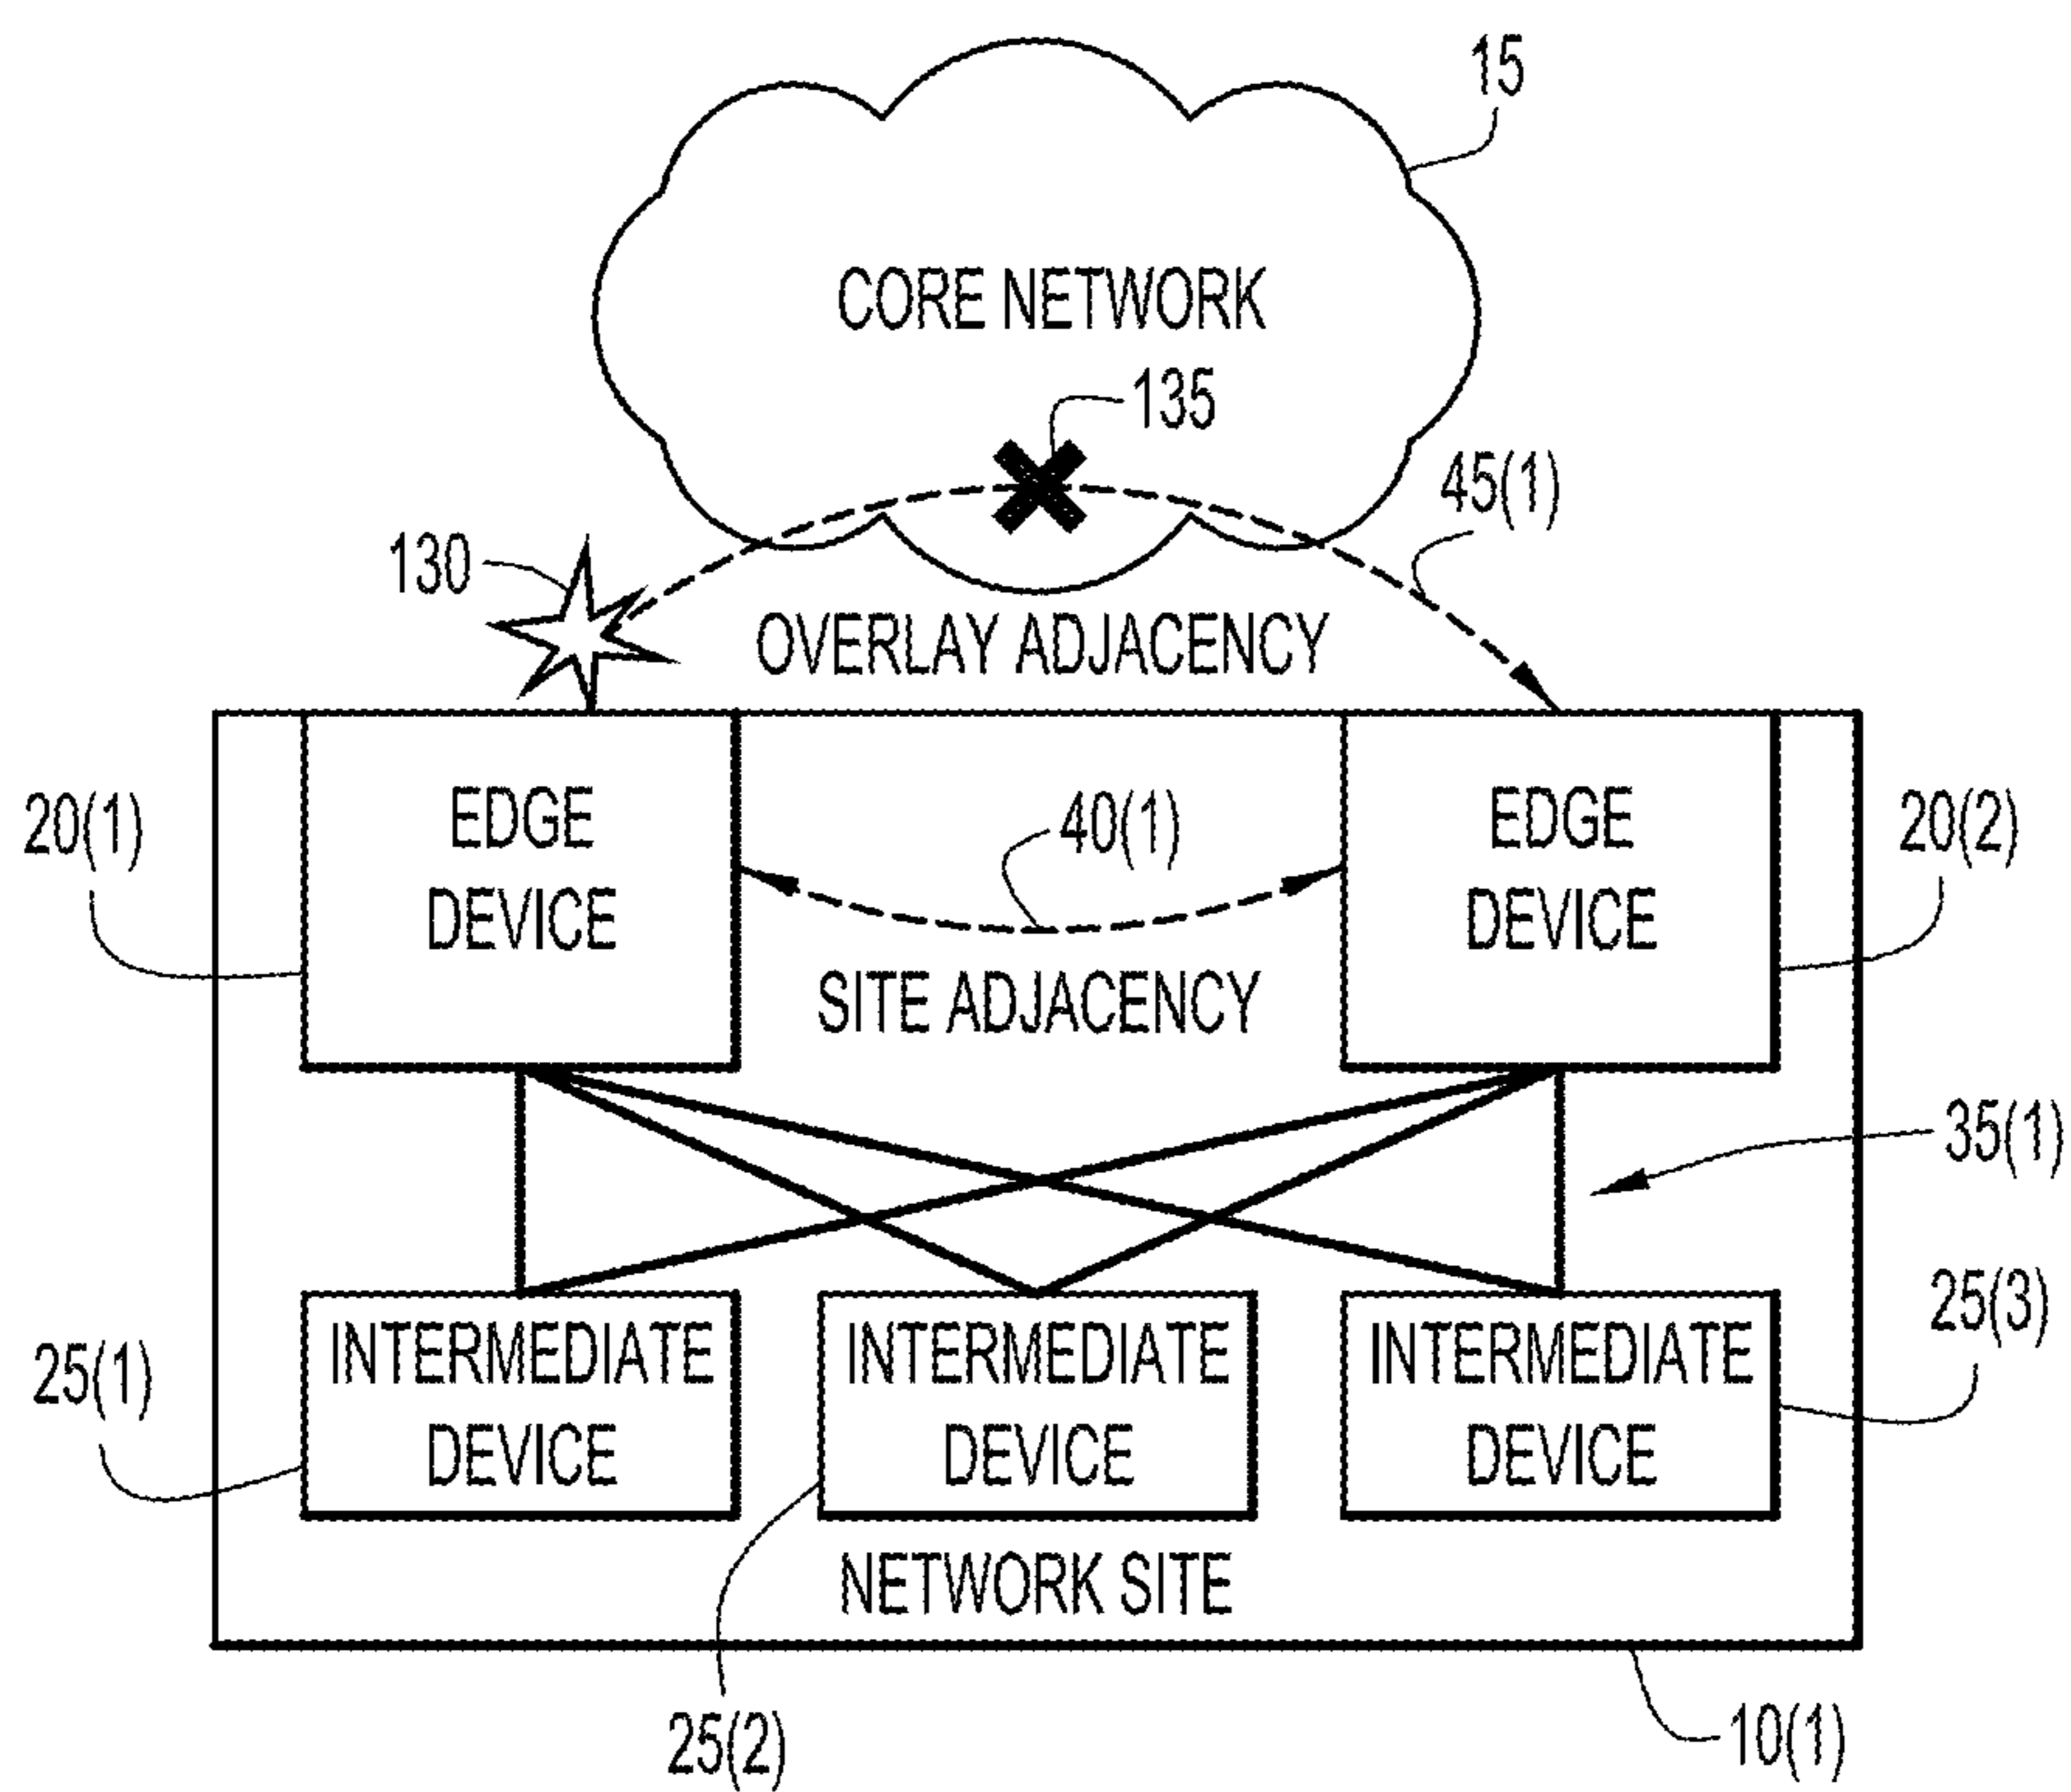 15
CORE NETWORK
135
45(1)
130
OVERLAY ADJACENCY
20(1)
EDGE
DEVICE
40(1)
EDGE
DEVICE
20(2)
SITE ADJACENCY
35(1)
25(1)
INTERMEDIATE
DEVICE
INTERMEDIATE
DEVICE
INTERMEDIATE
DEVICE
25(3)
NETWORK SITE
25(2)
10(1)